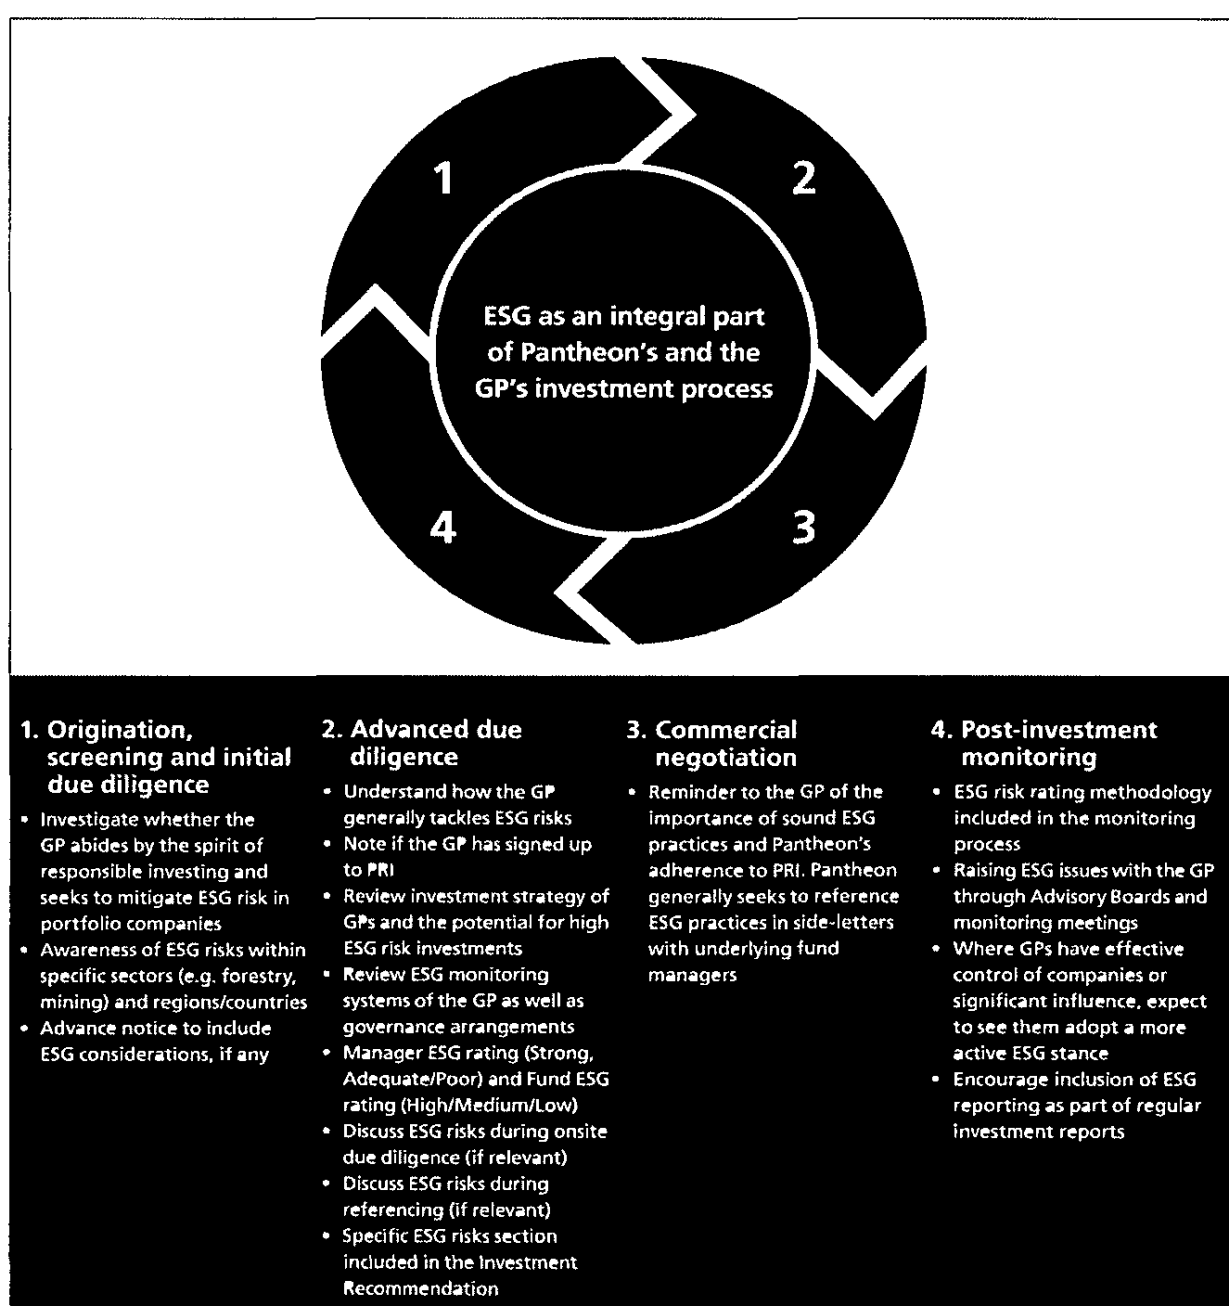 1
2
ESG as an integral part
of Pantheon's and the
GP's investment process
4
3
1. Origination,
screening and initial
due diligence
• Investigate whether the
GP abides by the spirit of
responsible investing and
seeks to mitigate ESG risk in
portfolio companies
• Awareness of ESG risks within
specific sectors (e.g. forestry,
mining) and regions/countries
• Advance notice to include
ESG considerations, if any
2. Advanced due
diligence
• Understand how the GP
generally tackles ESG risks
• Note if the GP has signed up
to PRI
• Review investment strategy of
GPs and the potential for high
ESG risk investments
• Review ESG monitoring
systems of the GP as well as
governance arrangements
• Manager ESG rating (Strong,
Adequate/Poor) and Fund ESG
rating (High/Medium/Low)
• Discuss ESG risks during onsite
due diligence (if relevant)
• Discuss ESG risks during
referencing (if relevant)
• Specific ESG risks section
included in the Investment
Recommendation
3. Commercial
negotiation
• Reminder to the GP of the
importance of sound ESG
practices and Pantheon's
adherence to PRI. Pantheon
generally seeks to reference
ESG practices in side-letters
with underlying fund
managers
4. Post-investment
monitoring
• ESG risk rating methodology
included in the monitoring
process
• Raising ESG issues with the GP
through Advisory Boards and
monitoring meetings
• Where GPs have effective
control of companies or
significant influence, expect
to see them adopt a more
active ESG stance
• Encourage inclusion of ESG
reporting as part of regular
investment reports